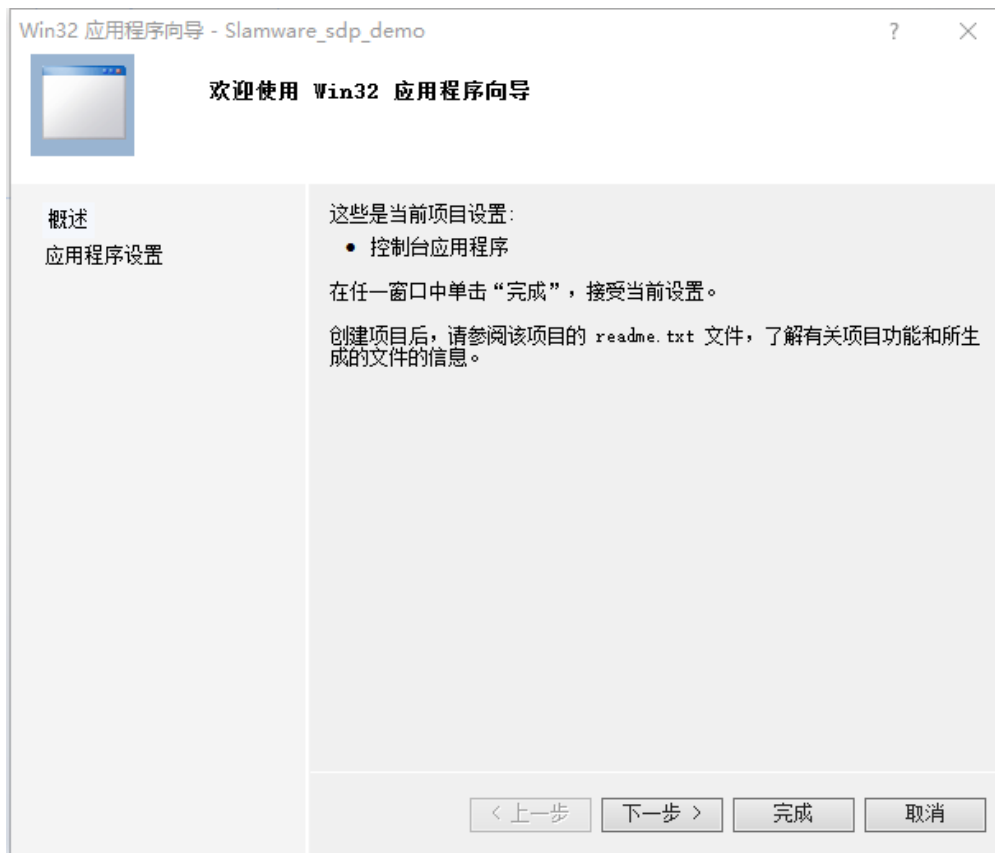 Win32 应用程序向导 - Slamware_sdp_demo
欢迎使用 Win32 应用程序向导
概述
应用程序设置
这些是当前项目设置:
• 控制台应用程序
在任一窗口中单击“完成”，接受当前设置。
创建项目后，请参阅该项目的 readme.txt 文件，了解有关项目功能和所生
成的文件的信息。
< 上一步
下一步 >
完成
取消